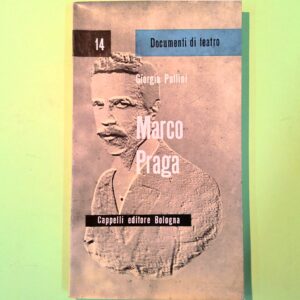 14
Documenti di teatro
Giorgio Pullini
Marco
Praga
Cappelli editore Bologna